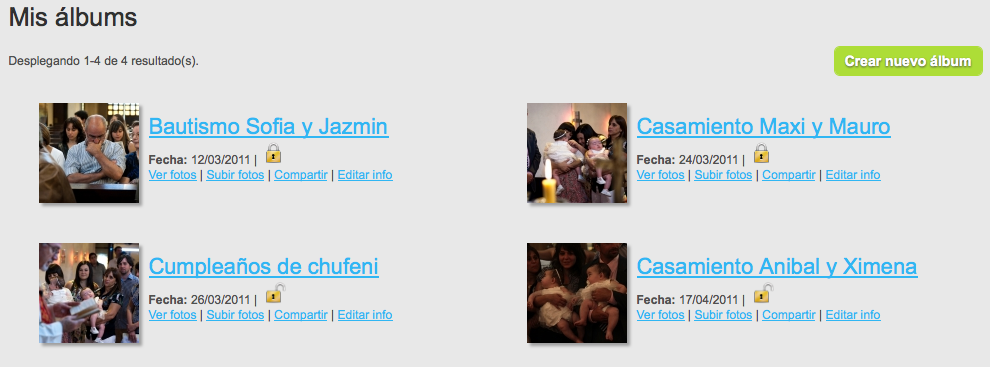 Mis álbums
Desplegando 1-4 de 4 resultado(s).
Crear nuevo álbum
Bautismo Sofia y Jazmin
Fecha: 12/03/2011 |
Ver fotos | Subir fotos | Compartir | Editar info
Casamiento Maxi y Mauro
Fecha: 24/03/2011 |
Ver fotos | Subir fotos | Compartir | Editar info
Cumpleaños de chufeni
Fecha: 26/03/2011 |
Ver fotos | Subir fotos | Compartir | Editar info
Casamiento Anibal y Ximena
Fecha: 17/04/2011 |
Ver fotos | Subir fotos | Compartir | Editar info